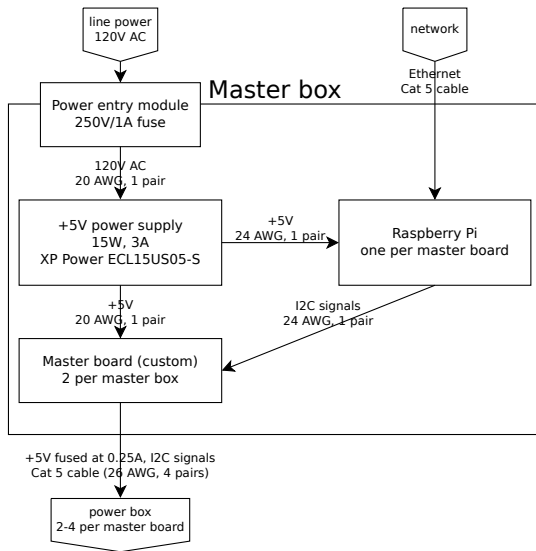 line power
120V AC
network
Ethernet
Cat 5 cable
Master box
Power entry module
250V/1A fuse
120V AC
20 AWG, 1 pair
+5V power supply
15W, 3A
XP Power ECL15US05-S
+5V
24 AWG, 1 pair
Raspberry Pi
one per master board
+5V
20 AWG, 1 pair
I2C signals
24 AWG, 1 pair
Master board (custom)
2 per master box
+5V fused at 0.25A, I2C signals
Cat 5 cable (26 AWG, 4 pairs)
power box
2-4 per master board